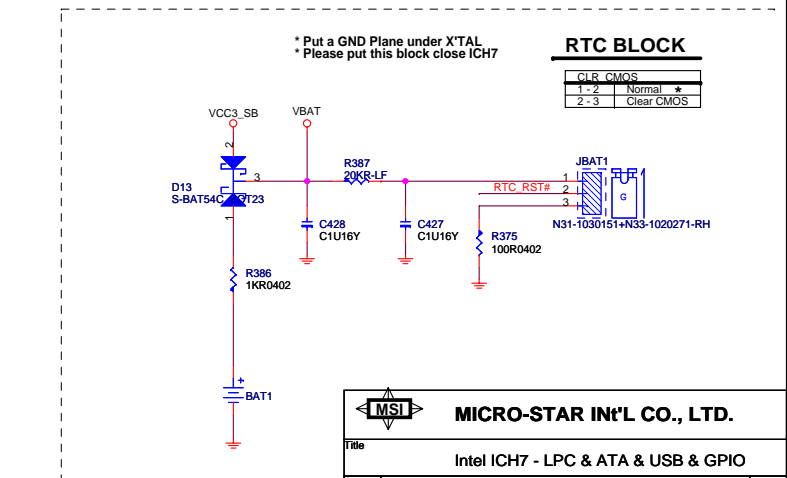 * Put a GND Plane under X'TAL
* Please put this block close ICH7
RTC BLOCK
CLR CMOS
1 - 2 Normal *
2 - 3 Clear CMOS
VCC3_SB
VBAT
2
3
1
D13
S-BAT54C
T23
R387
20KR-LF
C428
C1U16Y
C427
C1U16Y
RTC_RST#
JBAT1
1
2
3
G
1
N31-1030151+N33-1020271-RH
R375
100R0402
R386
1KR0402
+
BAT1
MSI
MICRO-STAR INt'L CO., LTD.
Title
Intel ICH7 - LPC & ATA & USB & GPIO